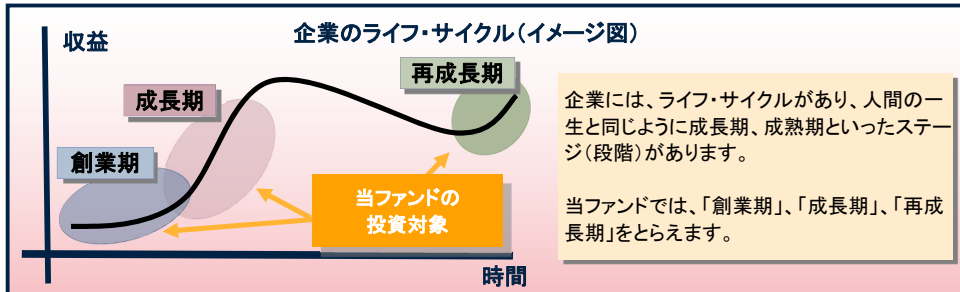 企業のライフ・サイクル(イメージ図)
収益
再成長期
成長期
創業期
当ファンドの
投資対象
時間
企業には、ライフ・サイクルがあり、人間の一
生と同じように成長期、成熟期といったステー
ジ(段階)があります。
当ファンドでは、「創業期」、「成長期」、「再成
長期」をとらえます。